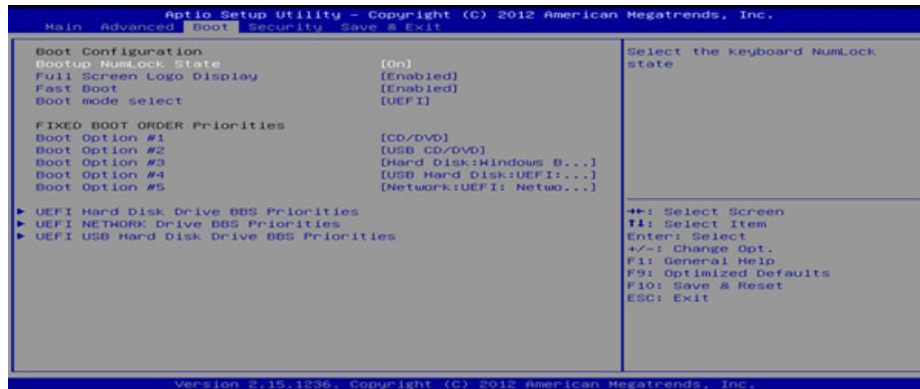 Aptio Setup Utility – Copyright (C) 2012 American Megatrends, Inc.
Main Advanced Boot Security Save & Exit
Boot Configuration
Bootup NumLock State [On]
Full Screen Logo Display [Enabled]
Fast Boot [Enabled]
Boot mode select [UEFI]
FIXED BOOT ORDER Priorities
Boot Option #1 [CD/DVD]
Boot Option #2 [USB CD/DVD]
Boot Option #3 [Hard Disk:Windows B...]
Boot Option #4 [USB Hard Disk:UEFI:...]
Boot Option #5 [Network:UEFI: Netwo...]
► UEFI Hard Disk Drive BBS Priorities
► UEFI NETWORK Drive BBS Priorities
► UEFI USB Hard Disk Drive BBS Priorities
Select the keyboard NumLock
state
→←: Select Screen
↑↓: Select Item
Enter: Select
+/-: Change Opt.
F1: General Help
F9: Optimized Defaults
F10: Save & Reset
ESC: Exit
Version 2.15.1236. Copyright (C) 2012 American Megatrends, Inc.